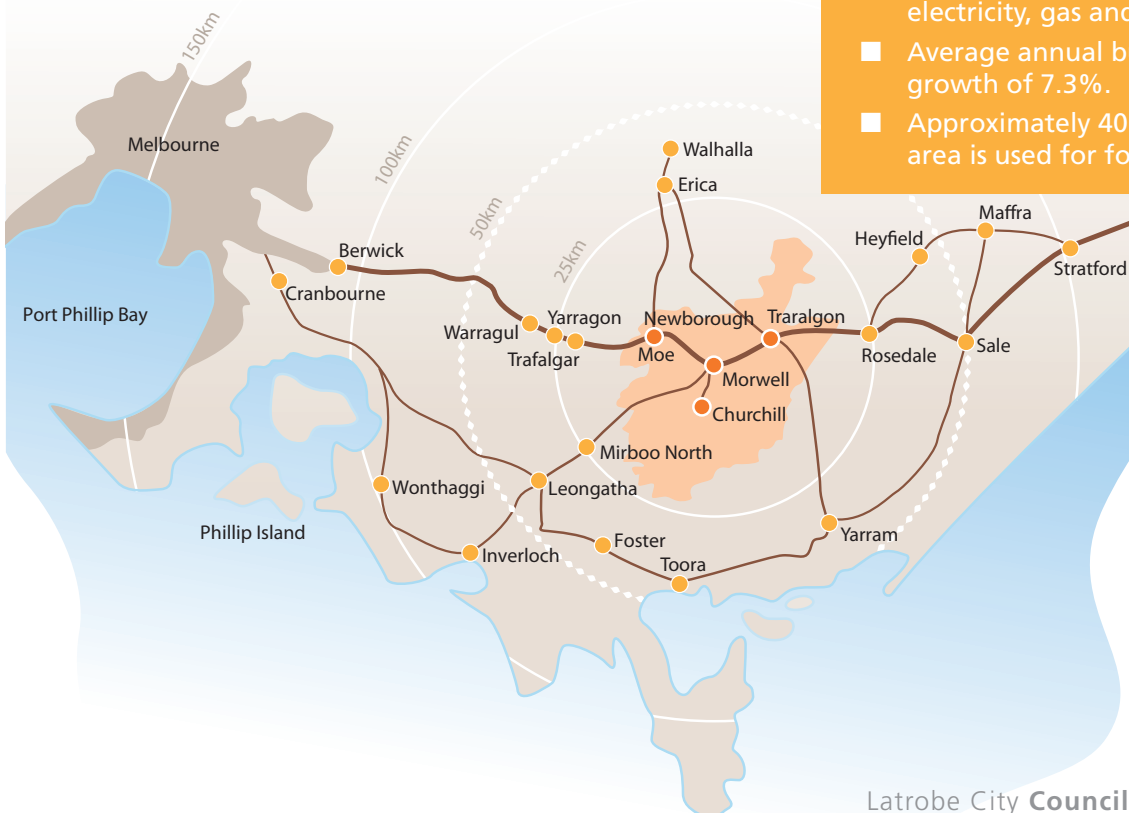 electricity, gas and
■ Average annual b
growth of 7.3%.
■ Approximately 40
area is used for fo
150km
Melbourne
100km
Walhalla
Erica
50km
Maffra
Heyfield
Berwick
25km
Stratford
Cranbourne
Port Phillip Bay
Yarragon
Newborough
Traralgon
Warragul
Trafalgar
Moe
Rosedale
Sale
Morwell
Churchill
Mirboo North
Wonthaggi
Leongatha
Phillip Island
Yarram
Foster
Inverloch
Toora
Latrobe City Council